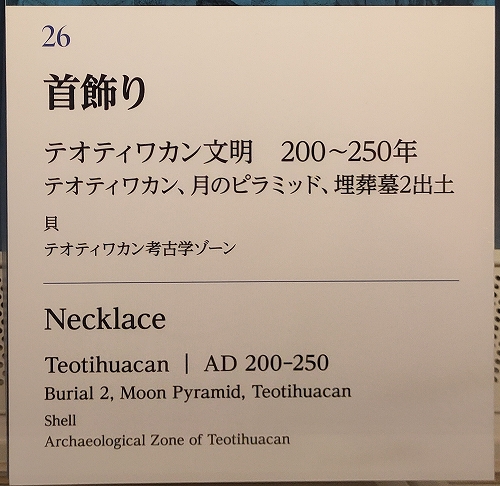 26
首飾り
テオティワカン文明　200～250年
テオティワカン、月のピラミッド、埋葬墓2出土
貝
テオティワカン考古学ゾーン
Necklace
Teotihuacan | AD 200–250
Burial 2, Moon Pyramid, Teotihuacan
Shell
Archaeological Zone of Teotihuacan